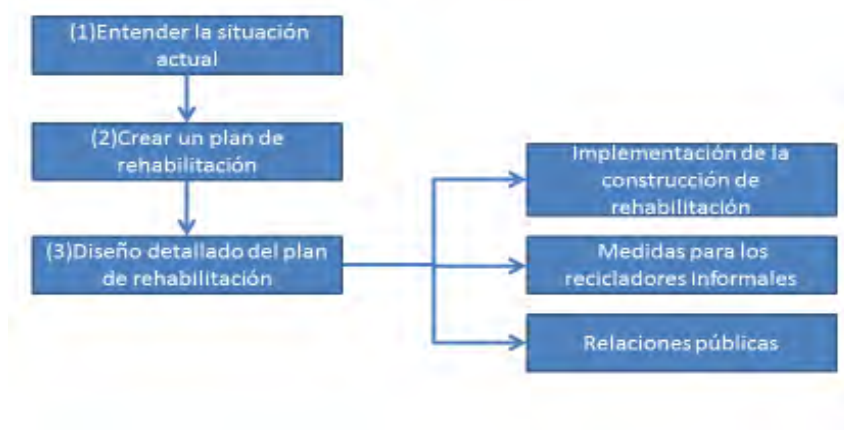 (1)Entender la situación
actual
(2)Crear un plan de
rehabilitación
(3)Diseño detallado del plan
de rehabilitación
Implementación de la
construcción de
rehabilitación
Medidas para los
recicladores Informales
Relaciones públicas